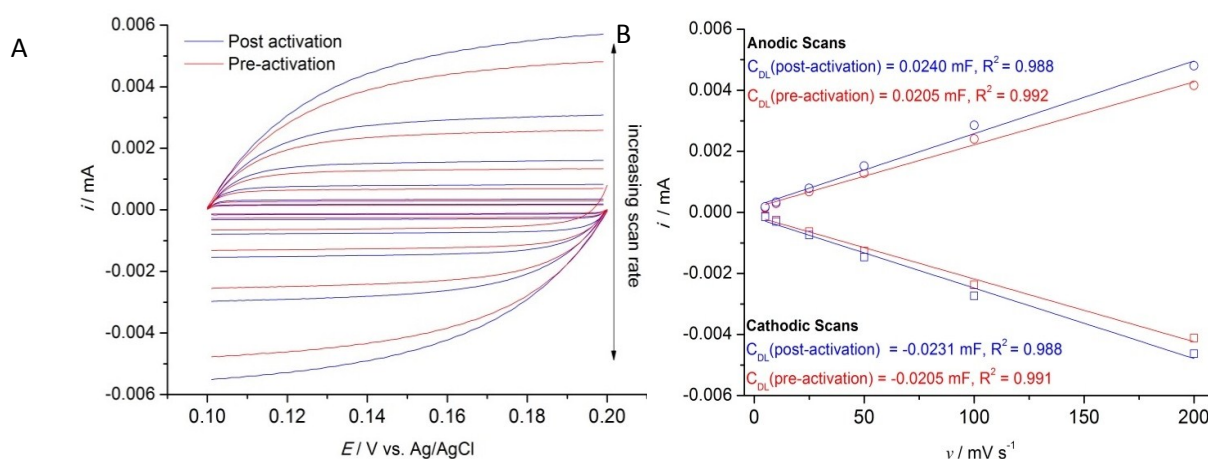 A
0.006
0.004
0.002
0.000
-0.002
-0.004
-0.006
i / mA
Post activation
Pre-activation
increasing scan rate
0.10
0.12
0.14
0.16
0.18
0.20
E / V vs. Ag/AgCl
B
0.006
0.004
0.002
0.000
-0.002
-0.004
-0.006
i / mA
Anodic Scans
C_DL(post-activation) = 0.0240 mF, R² = 0.988
C_DL(pre-activation) = 0.0205 mF, R² = 0.992
Cathodic Scans
C_DL(post-activation) = -0.0231 mF, R² = 0.988
C_DL(pre-activation) = -0.0205 mF, R² = 0.991
0
50
100
150
200
v / mV s⁻¹